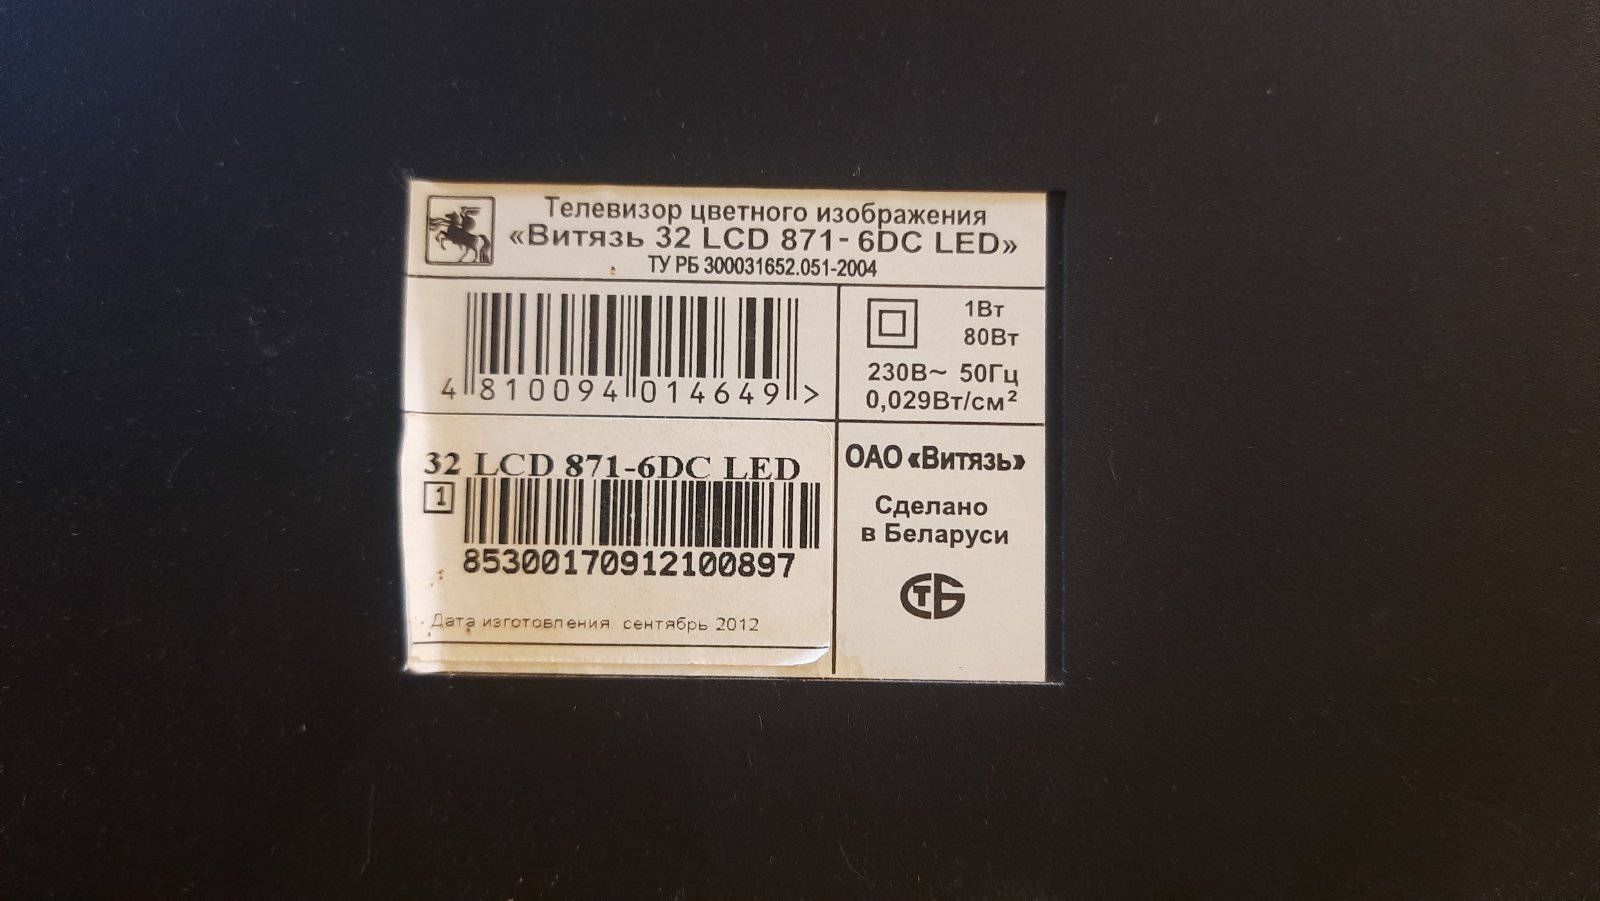 Телевизор цветного изображения
«Витязь 32 LCD 871- 6DC LED»
ТУ РБ 300031652.051-2004
4 810094 014649 >
1Вт
80Вт
230В~ 50Гц
0,029Вт/см²
32 LCD 871-6DC LED
1
85300170912100897
Дата изготовления. сентябрь 2012
ОАО «Витязь»
Сделано
в Беларуси
СТБ